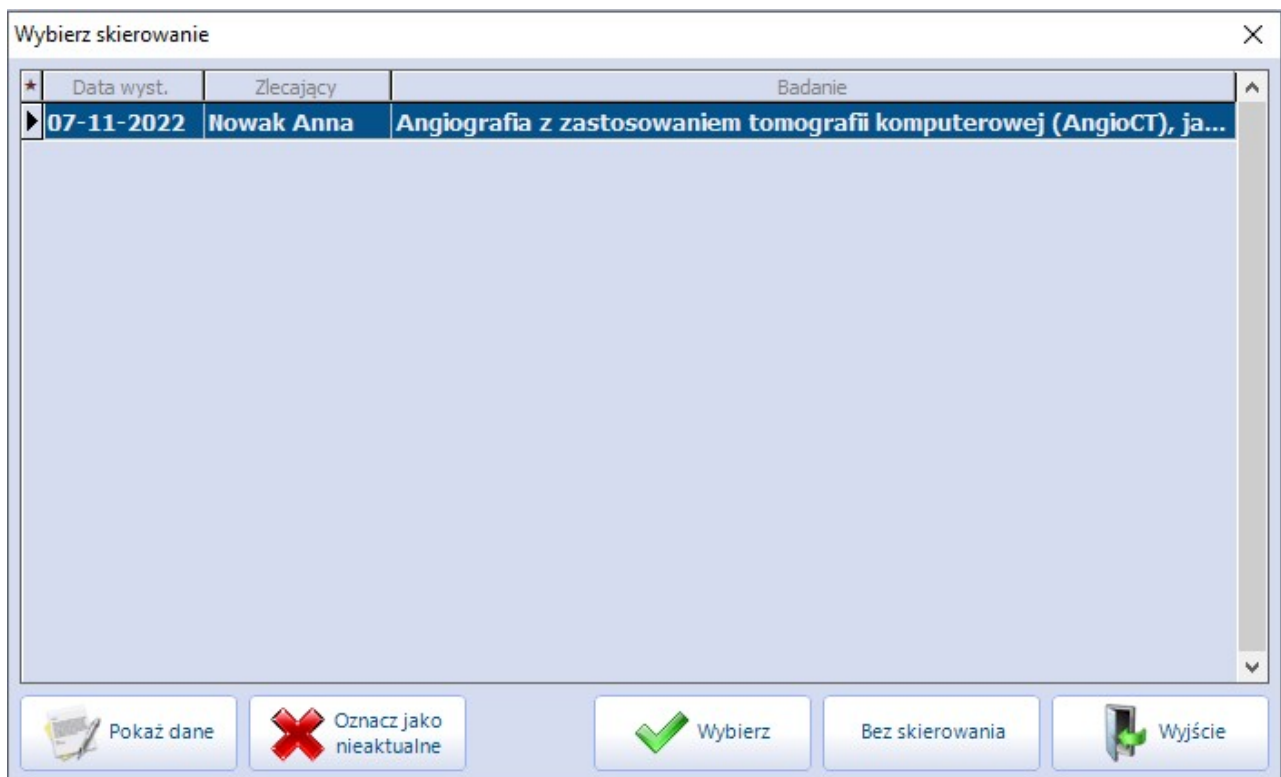 Wybierz skierowanie
Data wyst. Zlecający Badanie
07-11-2022 Nowak Anna Angiografia z zastosowaniem tomografii komputerowej (AngioCT), ja...
Pokaż dane
Oznacz jako
nieaktualne
Wybierz
Bez skierowania
Wyjście